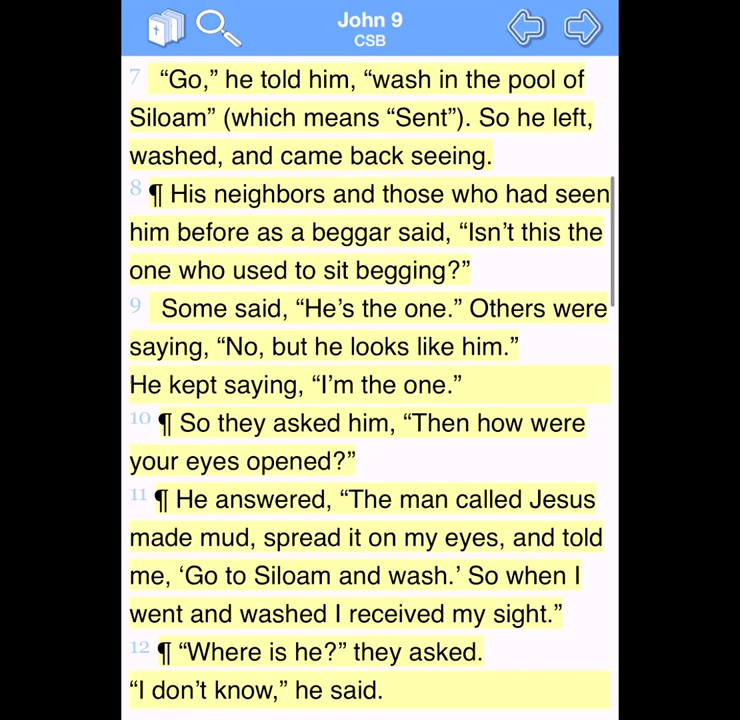 John 9
CSB
7 “Go,” he told him, “wash in the pool of
Siloam” (which means “Sent”). So he left,
washed, and came back seeing.
8 ¶ His neighbors and those who had seen
him before as a beggar said, “Isn’t this the
one who used to sit begging?”
9 Some said, “He’s the one.” Others were
saying, “No, but he looks like him.”
He kept saying, “I’m the one.”
10 ¶ So they asked him, “Then how were
your eyes opened?”
11 ¶ He answered, “The man called Jesus
made mud, spread it on my eyes, and told
me, ‘Go to Siloam and wash.’ So when I
went and washed I received my sight.”
12 ¶ “Where is he?” they asked.
“I don’t know,” he said.